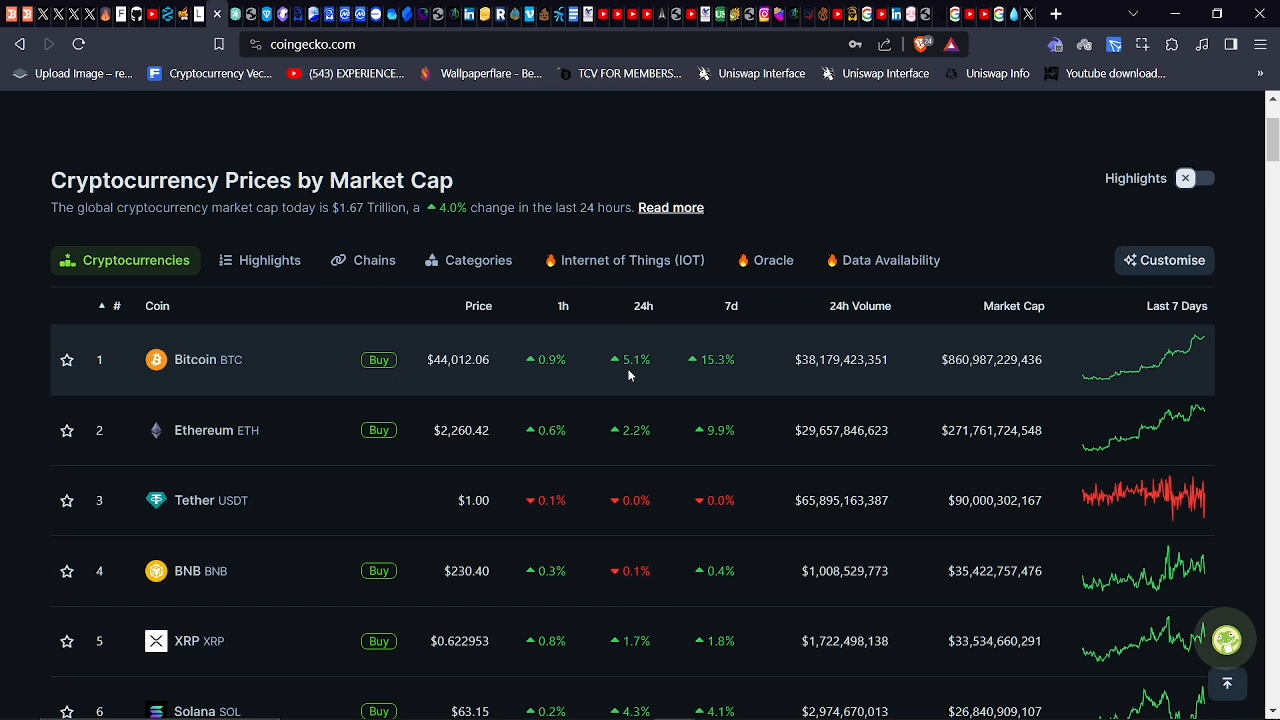 coingecko.com
24
Upload Image – re...
Cryptocurrency Vec...
(543) EXPERIENCE...
Wallpaperflare - Be...
TCV FOR MEMBERS...
Uniswap Interface
Uniswap Interface
Uniswap Info
Youtube download...
»
Cryptocurrency Prices by Market Cap
Highlights
The global cryptocurrency market cap today is $1.67 Trillion, a 4.0% change in the last 24 hours. Read more
Cryptocurrencies Highlights Chains Categories Internet of Things (IOT) Oracle Data Availability Customise
# Coin Price 1h 24h 7d 24h Volume Market Cap Last 7 Days
1 Bitcoin BTC Buy $44,012.06 0.9% 5.1% 15.3% $38,179,423,351 $860,987,229,436
2 Ethereum ETH Buy $2,260.42 0.6% 2.2% 9.9% $29,657,846,623 $271,761,724,548
3 Tether USDT $1.00 0.1% 0.0% 0.0% $65,895,163,387 $90,000,302,167
4 BNB BNB Buy $230.40 0.3% 0.1% 0.4% $1,008,529,773 $35,422,757,476
5 XRP XRP Buy $0.622953 0.8% 1.7% 1.8% $1,722,498,138 $33,534,660,291
6 Solana SOL Buy $63.15 0.2% 4.3% 4.1% $2,974,670,013 $26,840,909,107